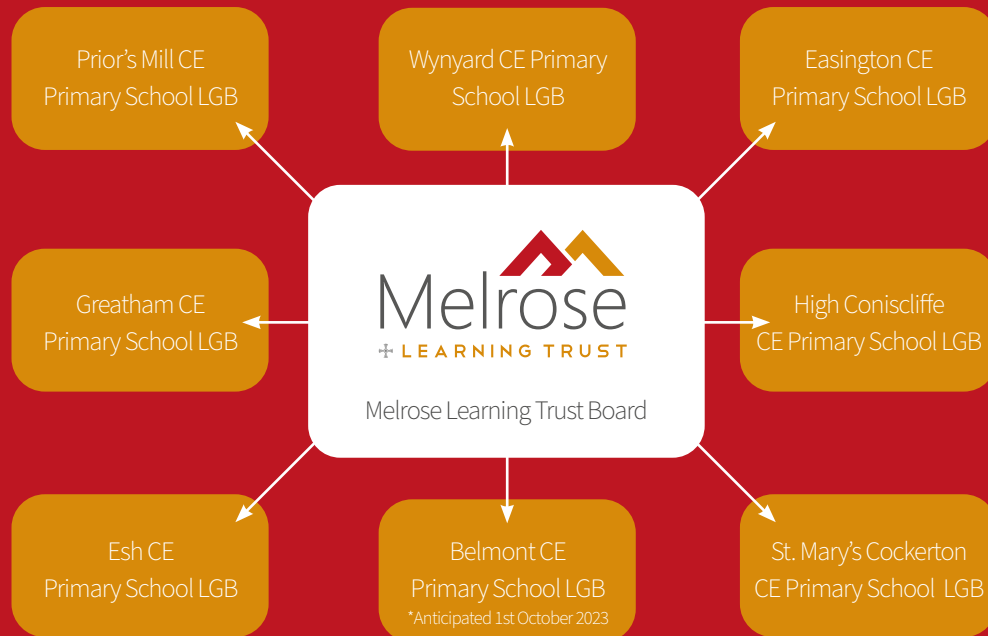 Prior’s Mill CE
Primary School LGB
Wynyard CE Primary
School LGB
Easington CE
Primary School LGB
Greatham CE
Primary School LGB
Melrose
LEARNING TRUST
Melrose Learning Trust Board
High Coniscliffe
CE Primary School LGB
Esh CE
Primary School LGB
Belmont CE
Primary School LGB
*Anticipated 1st October 2023
St. Mary’s Cockerton
CE Primary School LGB